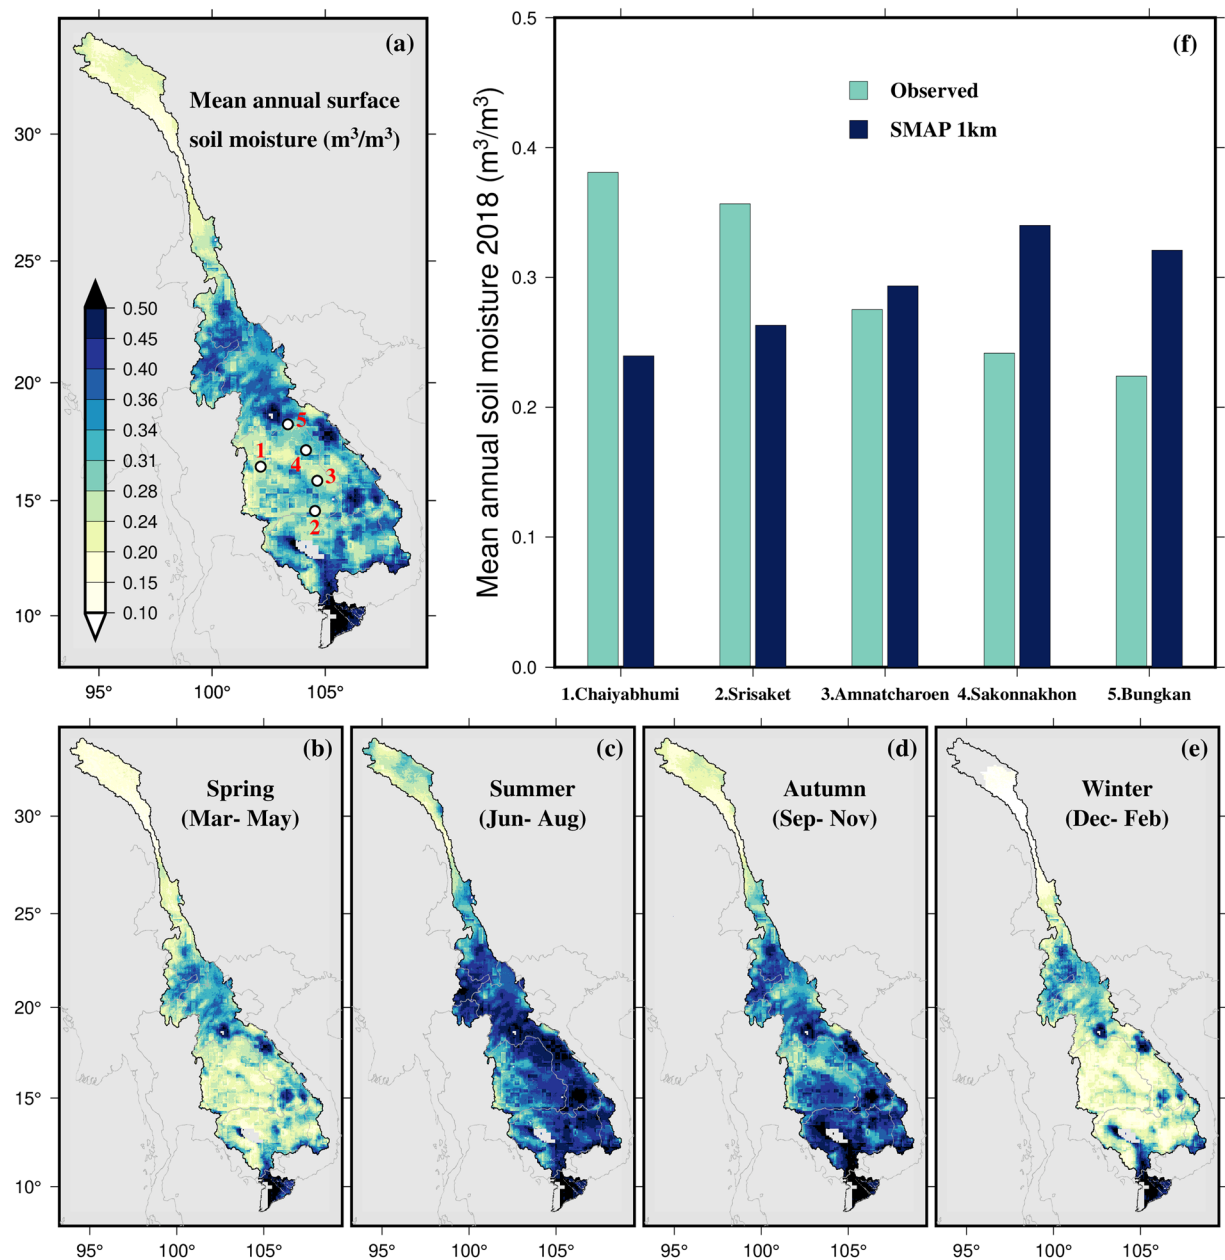 (a)
Mean annual surface
soil moisture (m³/m³)
30°
25°
20°
15°
10°
0.50
0.45
0.40
0.36
0.34
0.31
0.28
0.24
0.20
0.15
0.10
5
1
4
3
2
95°
100°
105°
(f)
Observed
SMAP 1km
Mean annual soil moisture 2018 (m³/m³)
0.5
0.4
0.3
0.2
0.1
0.0
1.Chaiyabhumi
2.Srisaket
3.Amnatcharoen
4.Sakonnakhon
5.Bungkan
(b)
Spring
(Mar- May)
30°
25°
20°
15°
10°
95°
100°
105°
(c)
Summer
(Jun- Aug)
95°
100°
105°
(d)
Autumn
(Sep- Nov)
95°
100°
105°
(e)
Winter
(Dec- Feb)
95°
100°
105°